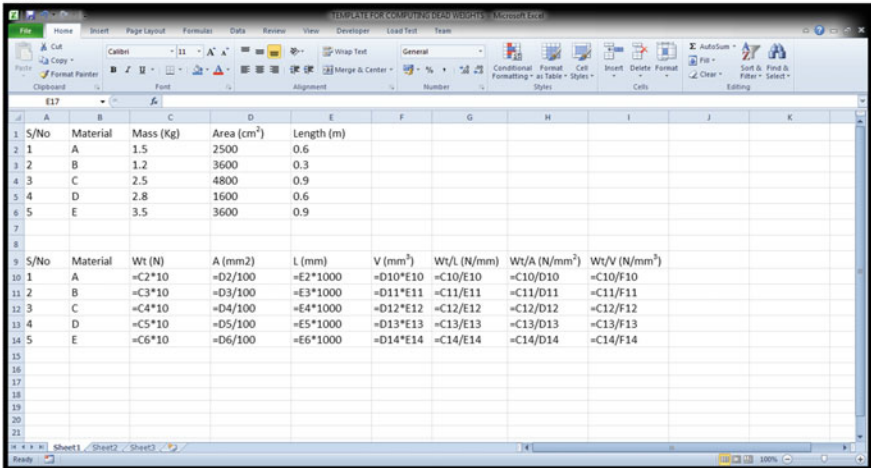 TEMPLATE FOR COMPUTING DEAD WEIGHTS - Microsoft Excel
File Home Insert Page Layout Formulas Data Review View Developer Load Test Team
Cut Calibri 11 Wrap Text General Σ AutoSum
Copy Fill
Paste Format Painter B I U Merge & Center % , Conditional Formatting Format as Table Cell Styles Insert Delete Format Clear Sort & Filter Find & Select
Clipboard Font Alignment Number Styles Cells Editing
E17 fx
A B C D E F G H I J K
1 S/No Material Mass (Kg) Area (cm²) Length (m)
2 1 A 1.5 2500 0.6
3 2 B 1.2 3600 0.3
4 3 C 2.5 4800 0.9
5 4 D 2.8 1600 0.6
6 5 E 3.5 3600 0.9
7
8
9 S/No Material Wt (N) A (mm2) L (mm) V (mm³) Wt/L (N/mm) Wt/A (N/mm²) Wt/V (N/mm³)
10 1 A =C2*10 =D2/100 =E2*1000 =D10*E10 =C10/E10 =C10/D10 =C10/F10
11 2 B =C3*10 =D3/100 =E3*1000 =D11*E11 =C11/E11 =C11/D11 =C11/F11
12 3 C =C4*10 =D4/100 =E4*1000 =D12*E12 =C12/E12 =C12/D12 =C12/F12
13 4 D =C5*10 =D5/100 =E5*1000 =D13*E13 =C13/E13 =C13/D13 =C13/F13
14 5 E =C6*10 =D6/100 =E6*1000 =D14*E14 =C14/E14 =C14/D14 =C14/F14
15
16
17
18
19
20
21
Sheet1 Sheet2 Sheet3
Ready 100%